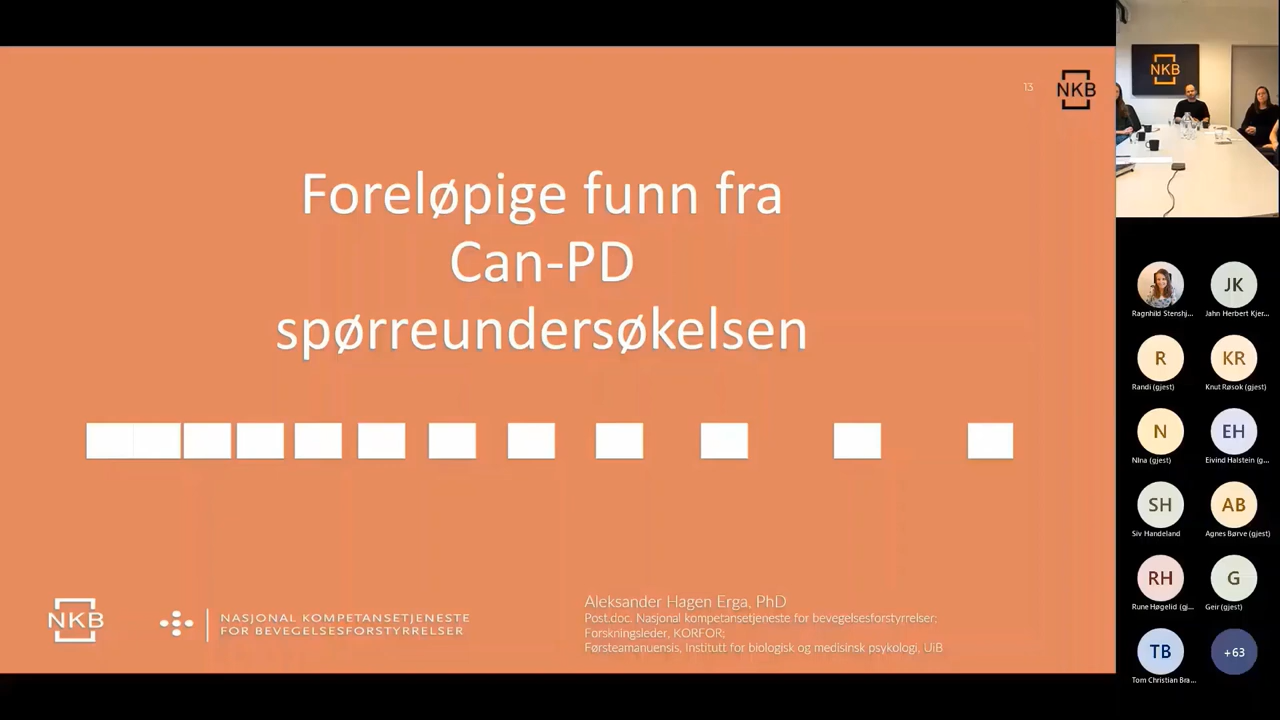 13
NKB
Foreløpige funn fra
Can-PD
spørreundersøkelsen
NKB
NASJONAL KOMPETANSETJENESTE
FOR BEVEGELSESFORSTYRRELSER
Aleksander Hagen Erga, PhD
Post.doc. Nasjonal kompetansetjeneste for bevegelsesforstyrrelser;
Forskningsleder, KORFOR;
Førsteamanuensis, Institutt for biologisk og medisinsk psykologi, UiB
NKB
Ragnhild Stenshj...
JK
Jahn Herbert Kjer...
R
Randi (gjest)
KR
Knut Røsok (gjest)
N
NIna (gjest)
EH
Eivind Halstein (g...
SH
Siv Handeland
AB
Agnes Børve (gjest)
RH
Rune Høgelid (gj...
G
Geir (gjest)
TB
Tom Christian Bra...
+63